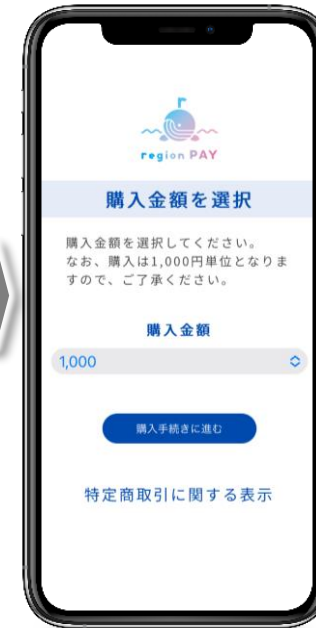 region PAY
購入金額を選択
購入金額を選択してください。
なお、購入は1,000円単位となりま
すので、ご了承ください。
購入金額
1,000
購入手続きに進む
特定商取引に関する表示